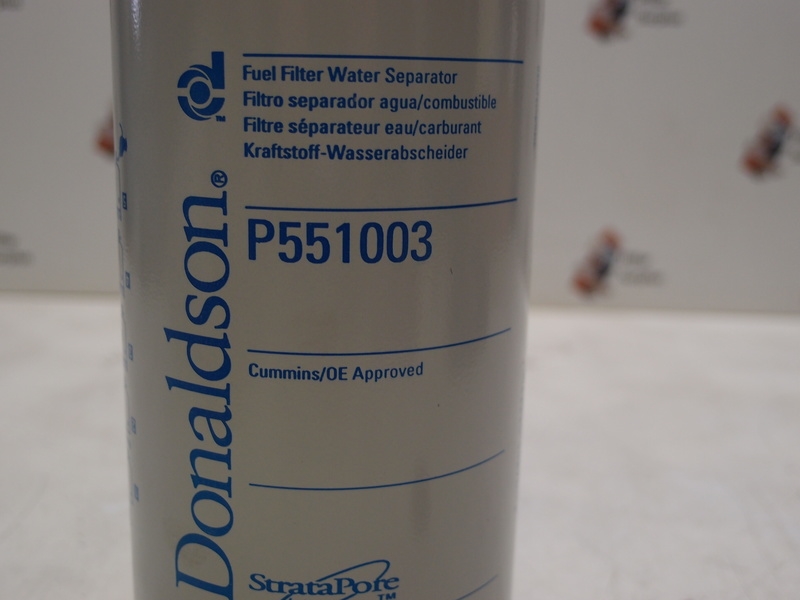 Fuel Filter Water Separator
Filtro separador agua/combustible
Filtre séparateur eau/carburant
Kraftstoff-Wasserabscheider
Donaldson®
P551003
Cummins/OE Approved
StrataPore™